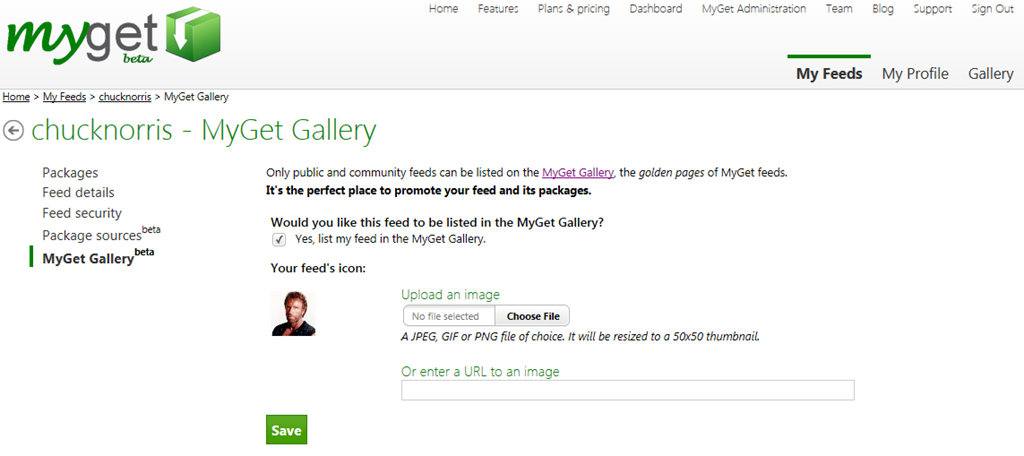 myget
beta
Home Features Plans & pricing Dashboard MyGet Administration Team Blog Support Sign Out
My Feeds My Profile Gallery
Home > My Feeds > chucknorris > MyGet Gallery
chucknorris - MyGet Gallery
Packages
Feed details
Feed security
Package sources beta
MyGet Gallery beta
Only public and community feeds can be listed on the MyGet Gallery, the golden pages of MyGet feeds.
It's the perfect place to promote your feed and its packages.
Would you like this feed to be listed in the MyGet Gallery?
Yes, list my feed in the MyGet Gallery.
Your feed's icon:
Upload an image
No file selected Choose File
A JPEG, GIF or PNG file of choice. It will be resized to a 50x50 thumbnail.
Or enter a URL to an image
Save